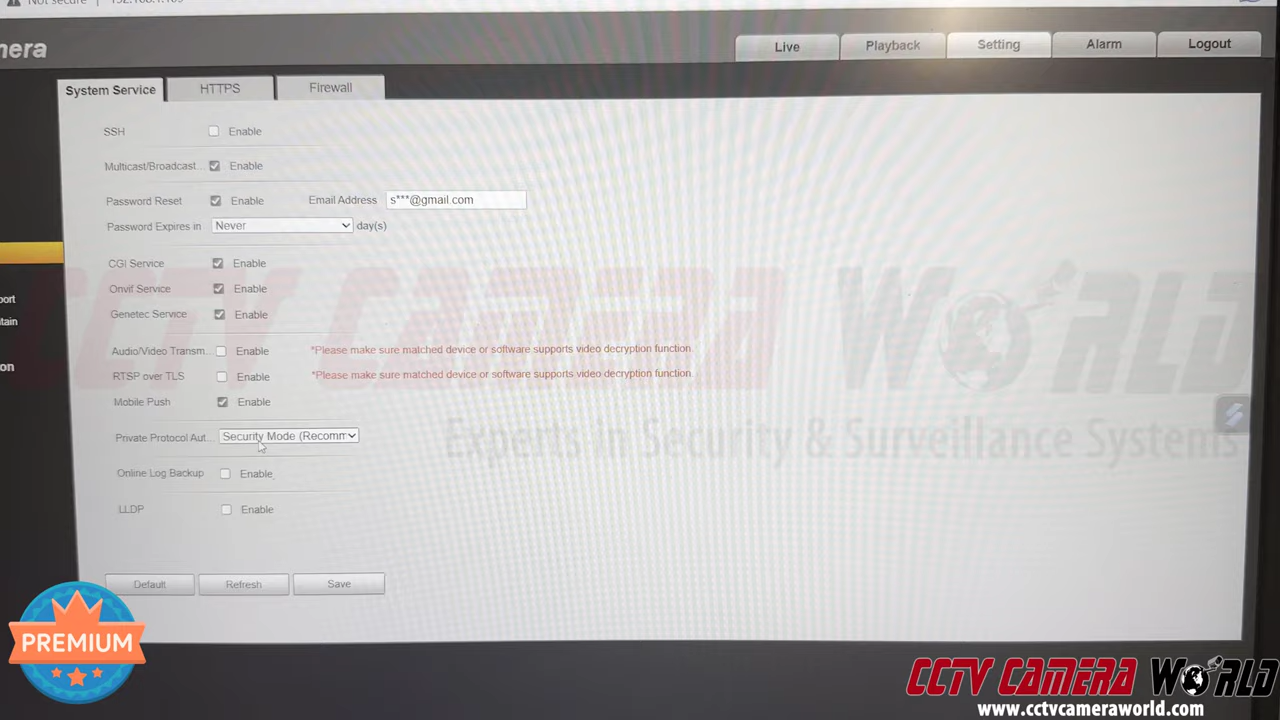 Not secure
mera
Live Playback Setting Alarm Logout
System Service HTTPS Firewall
SSH Enable
Multicast/Broadcast... Enable
Password Reset Enable Email Address s***@gmail.com
Password Expires in Never day(s)
CGI Service Enable
Onvif Service Enable
Genetec Service Enable
Audio/Video Transm... Enable *Please make sure matched device or software supports video decryption function.
RTSP over TLS Enable *Please make sure matched device or software supports video decryption function.
Mobile Push Enable
Private Protocol Aut... Security Mode (Recomm
Online Log Backup Enable
LLDP Enable
Default Refresh Save
port
ntain
on
CCTV CAMERA WORLD
Experts in Security & Surveillance Systems
PREMIUM
CCTV CAMERA WORLD
www.cctvcameraworld.com